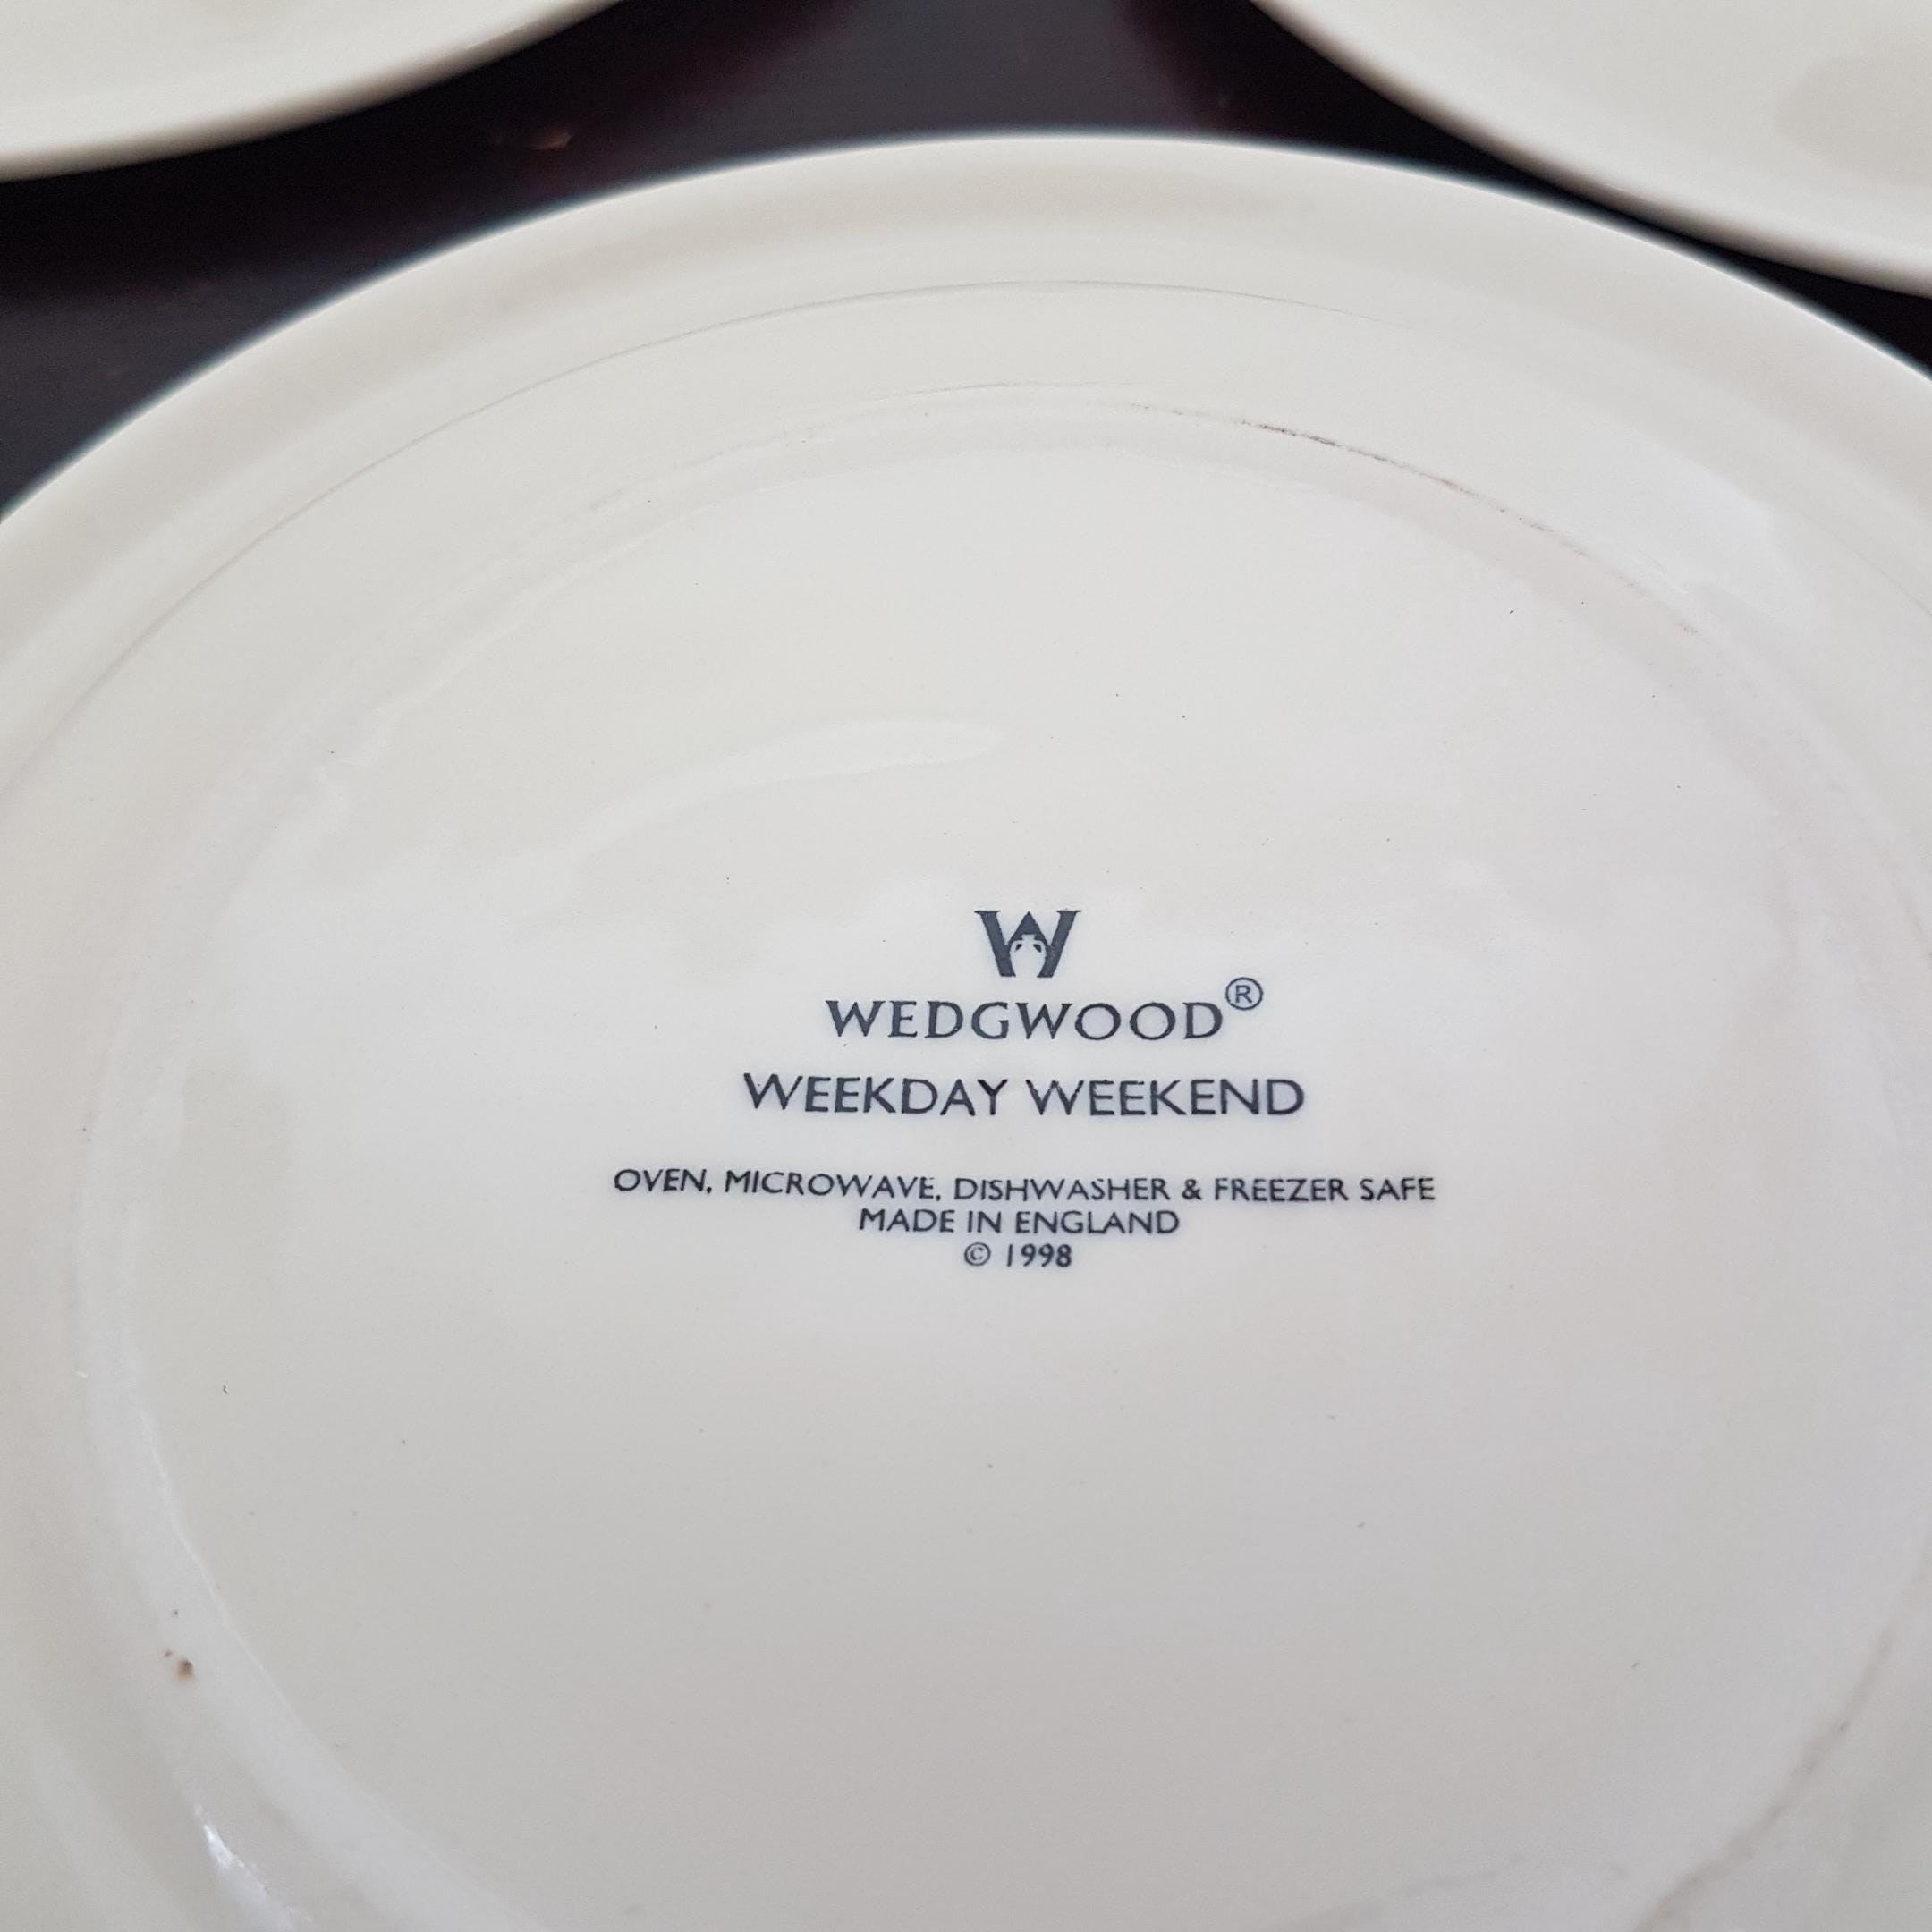 W
WEDGWOOD®
WEEKDAY WEEKEND
OVEN, MICROWAVE, DISHWASHER & FREEZER SAFE
MADE IN ENGLAND
© 1998